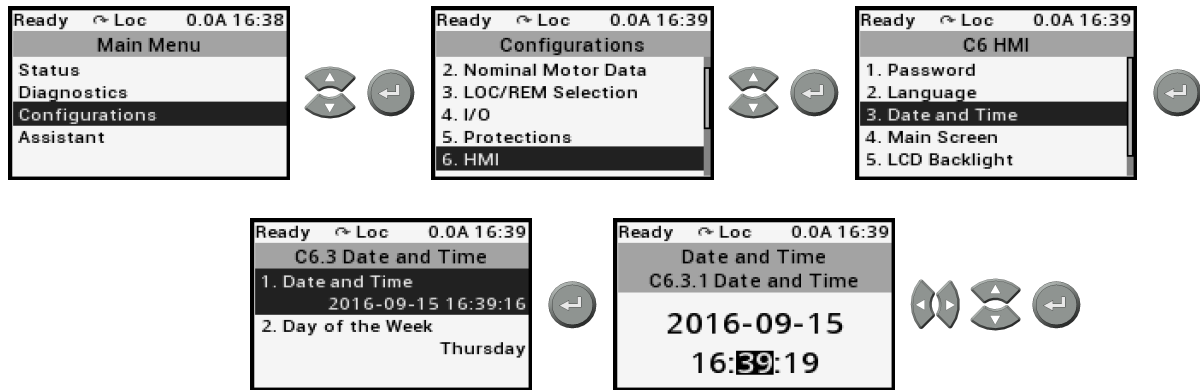 Ready ↷ Loc 0.0A 16:38
Main Menu
Status
Diagnostics
Configurations
Assistant
Ready ↷ Loc 0.0A 16:39
Configurations
2. Nominal Motor Data
3. LOC/REM Selection
4. I/O
5. Protections
6. HMI
Ready ↷ Loc 0.0A 16:39
C6 HMI
1. Password
2. Language
3. Date and Time
4. Main Screen
5. LCD Backlight
Ready ↷ Loc 0.0A 16:39
C6.3 Date and Time
1. Date and Time
2016-09-15 16:39:16
2. Day of the Week
Thursday
Ready ↷ Loc 0.0A 16:39
Date and Time
C6.3.1 Date and Time
2016-09-15
16:39:19